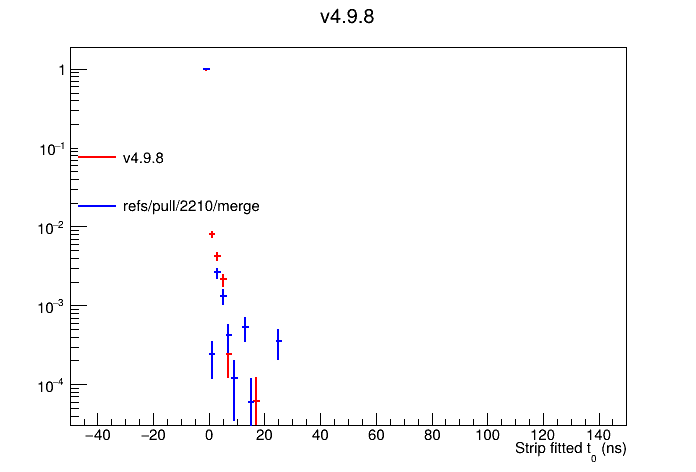 v4.9.8
1
10⁻¹
v4.9.8
refs/pull/2210/merge
10⁻²
10⁻³
10⁻⁴
−40 −20 0 20 40 60 80 100 120 140
Strip fitted t₀ (ns)